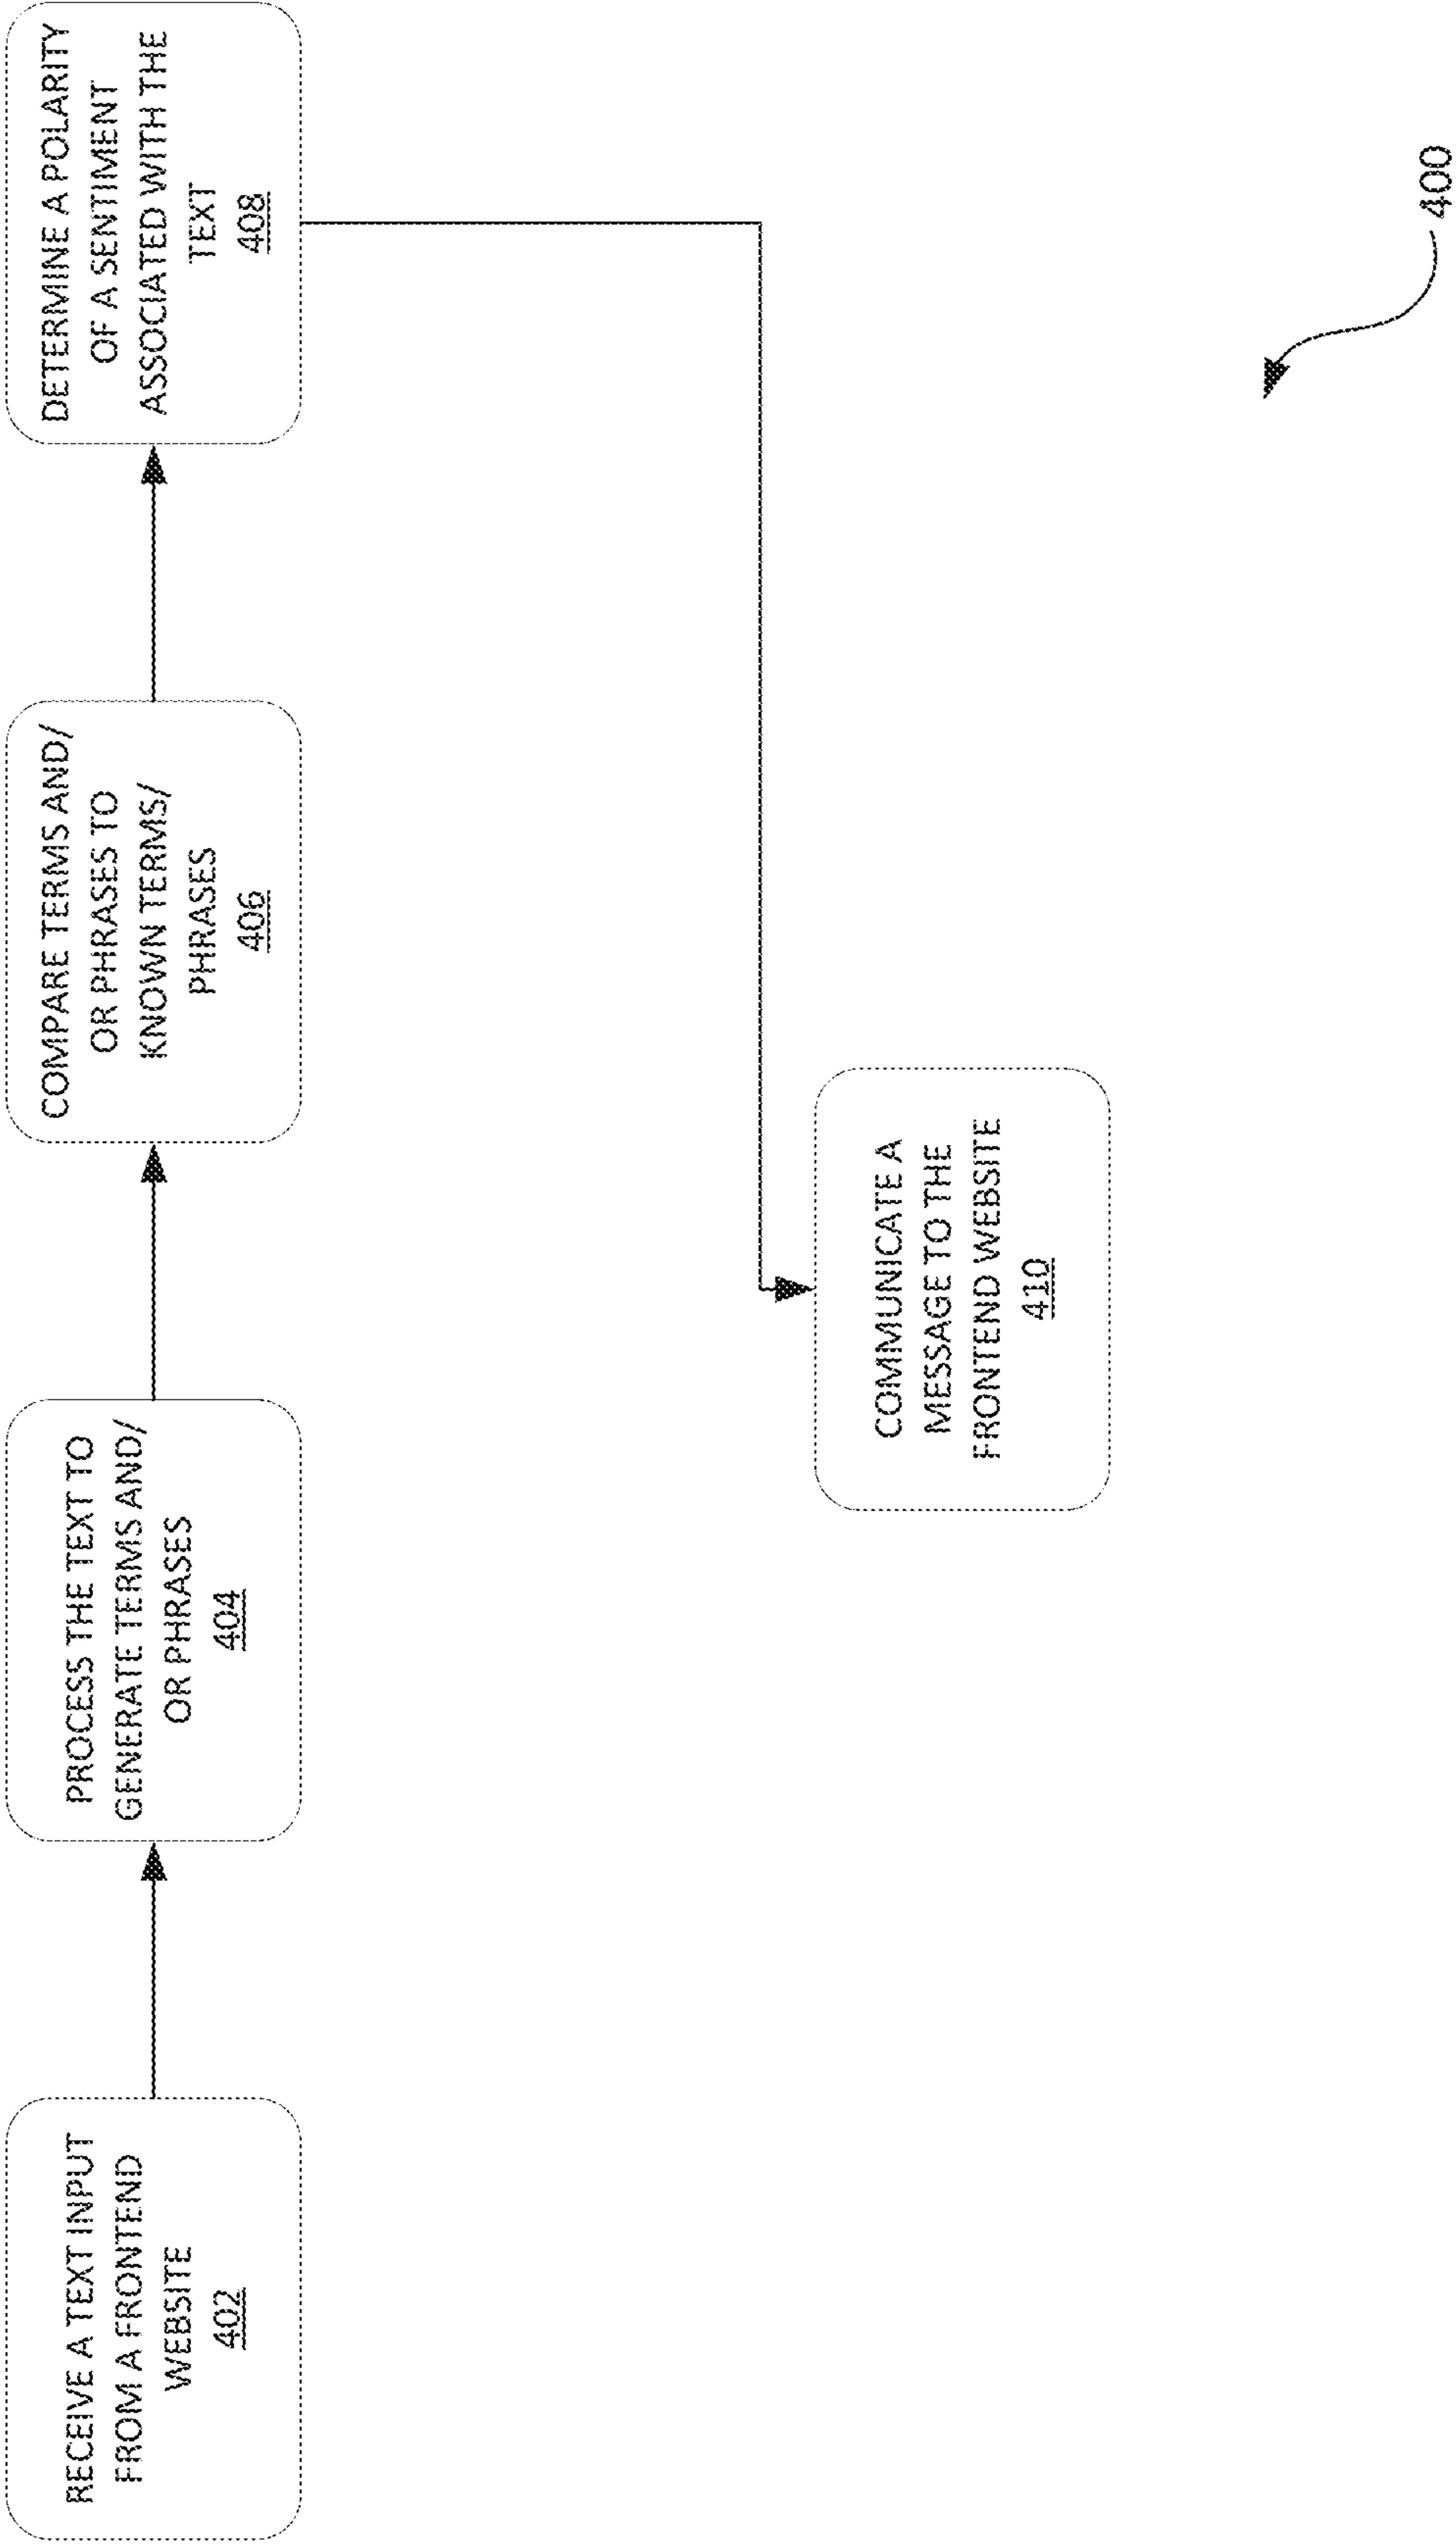 RECEIVE A TEXT INPUT
FROM A FRONTEND
WEBSITE
402
PROCESS THE TEXT TO
GENERATE TERMS AND/
OR PHRASES
404
COMPARE TERMS AND/
OR PHRASES TO
KNOWN TERMS/
PHRASES
406
DETERMINE A POLARITY
OF A SENTIMENT
ASSOCIATED WITH THE
TEXT
408
COMMUNICATE A
MESSAGE TO THE
FRONTEND WEBSITE
410
400